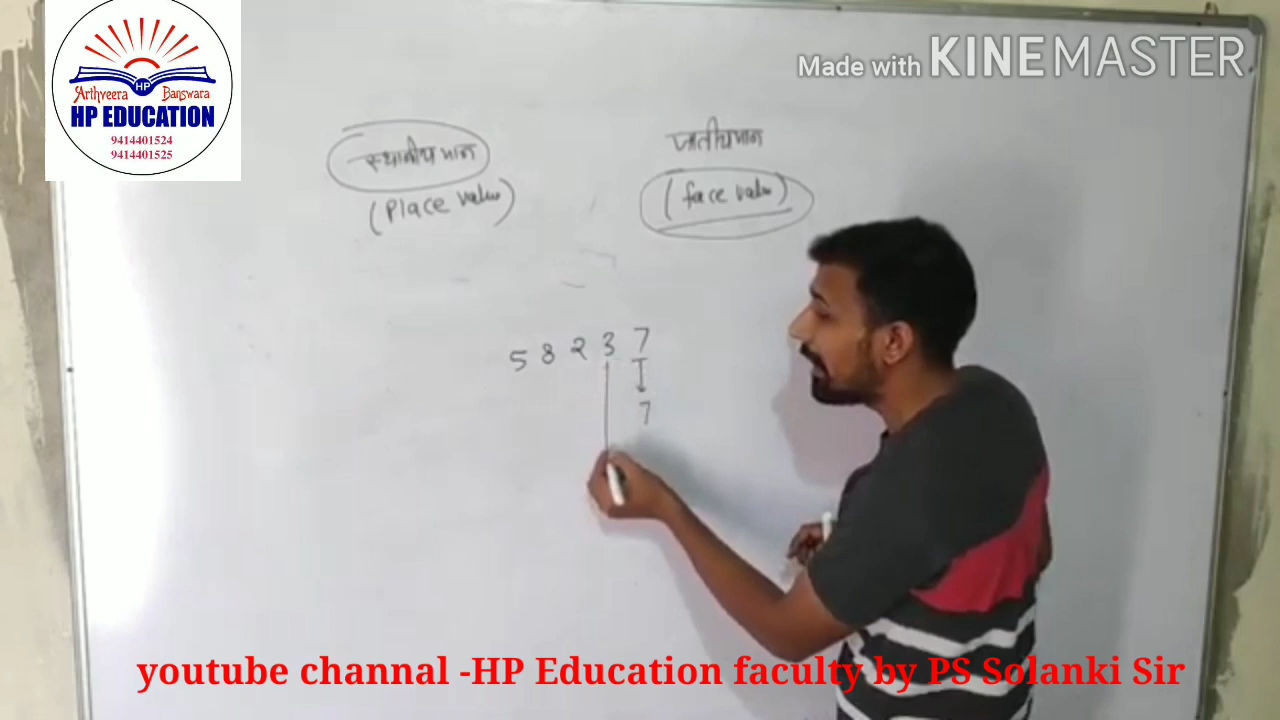 HP
Arthveera Banswara
HP EDUCATION
9414401524
9414401525
Made with KINEMASTER
स्थानीय मान
(Place value)
जातीय मान
(face value)
5 8 2 3 7
7
youtube channal -HP Education faculty by PS Solanki Sir